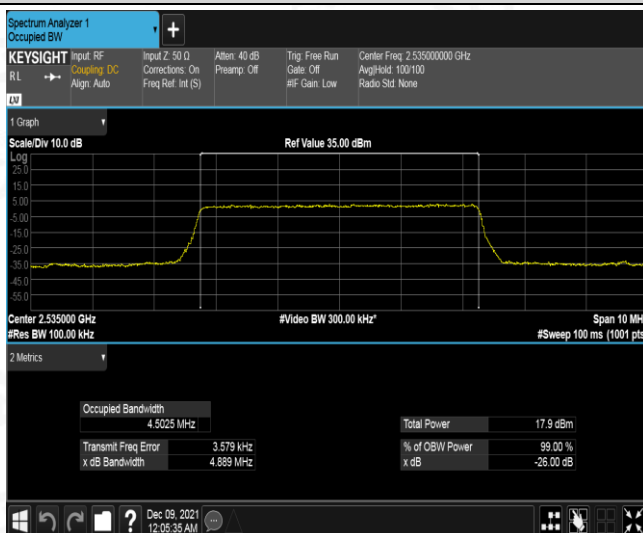 Spectrum Analyzer 1
Occupied BW
+
KEYSIGHT Input: RF Input Z: 50 Ω Atten: 40 dB Trig: Free Run Center Freq: 2.535000000 GHz
RL Coupling: DC Corrections: On Preamp: Off Gate: Off Avg|Hold: 100/100
Align: Auto Freq Ref: Int (S) #IF Gain: Low Radio Std: None
LXI
1 Graph
Scale/Div 10.0 dB Ref Value 35.00 dBm
Log
25.0
15.0
5.00
-5.00
-15.0
-25.0
-35.0
-45.0
-55.0
Center 2.535000 GHz #Video BW 300.00 kHz* Span 10 MH
#Res BW 100.00 kHz #Sweep 100 ms (1001 pts
2 Metrics
Occupied Bandwidth
4.5025 MHz Total Power 17.9 dBm
Transmit Freq Error 3.579 kHz % of OBW Power 99.00 %
x dB Bandwidth 4.889 MHz x dB -26.00 dB
? Dec 09, 2021
12:05:35 AM